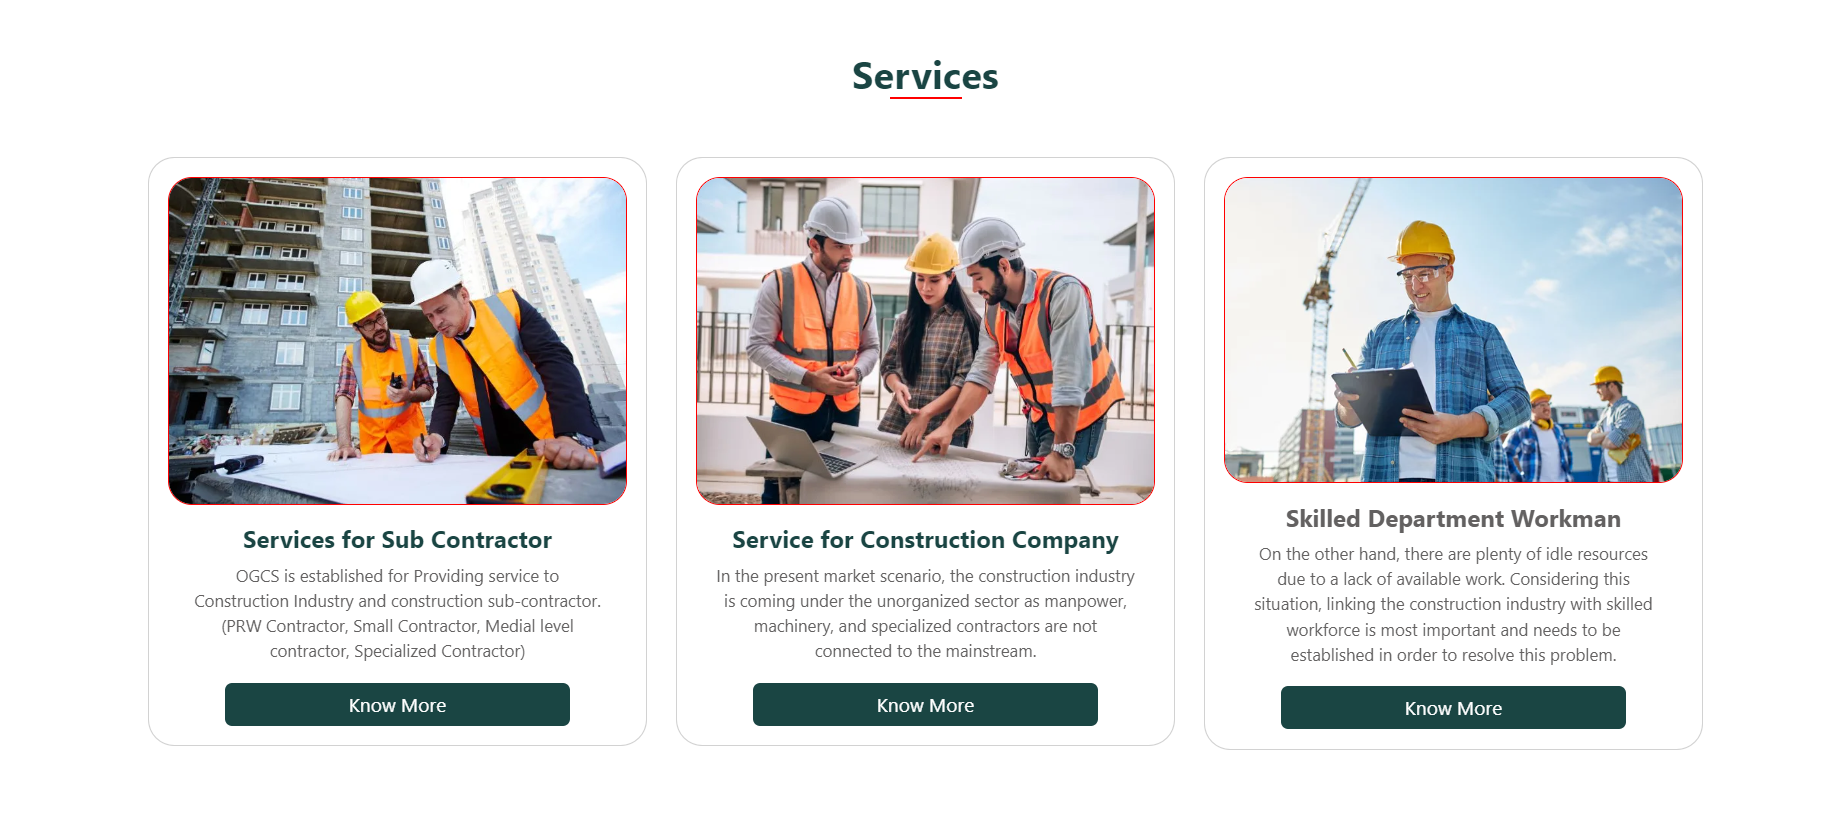 Services
Services for Sub Contractor
OGCS is established for Providing service to
Construction Industry and construction sub-contractor.
(PRW Contractor, Small Contractor, Medial level
contractor, Specialized Contractor)
Know More
Service for Construction Company
In the present market scenario, the construction industry
is coming under the unorganized sector as manpower,
machinery, and specialized contractors are not
connected to the mainstream.
Know More
Skilled Department Workman
On the other hand, there are plenty of idle resources
due to a lack of available work. Considering this
situation, linking the construction industry with skilled
workforce is most important and needs to be
established in order to resolve this problem.
Know More